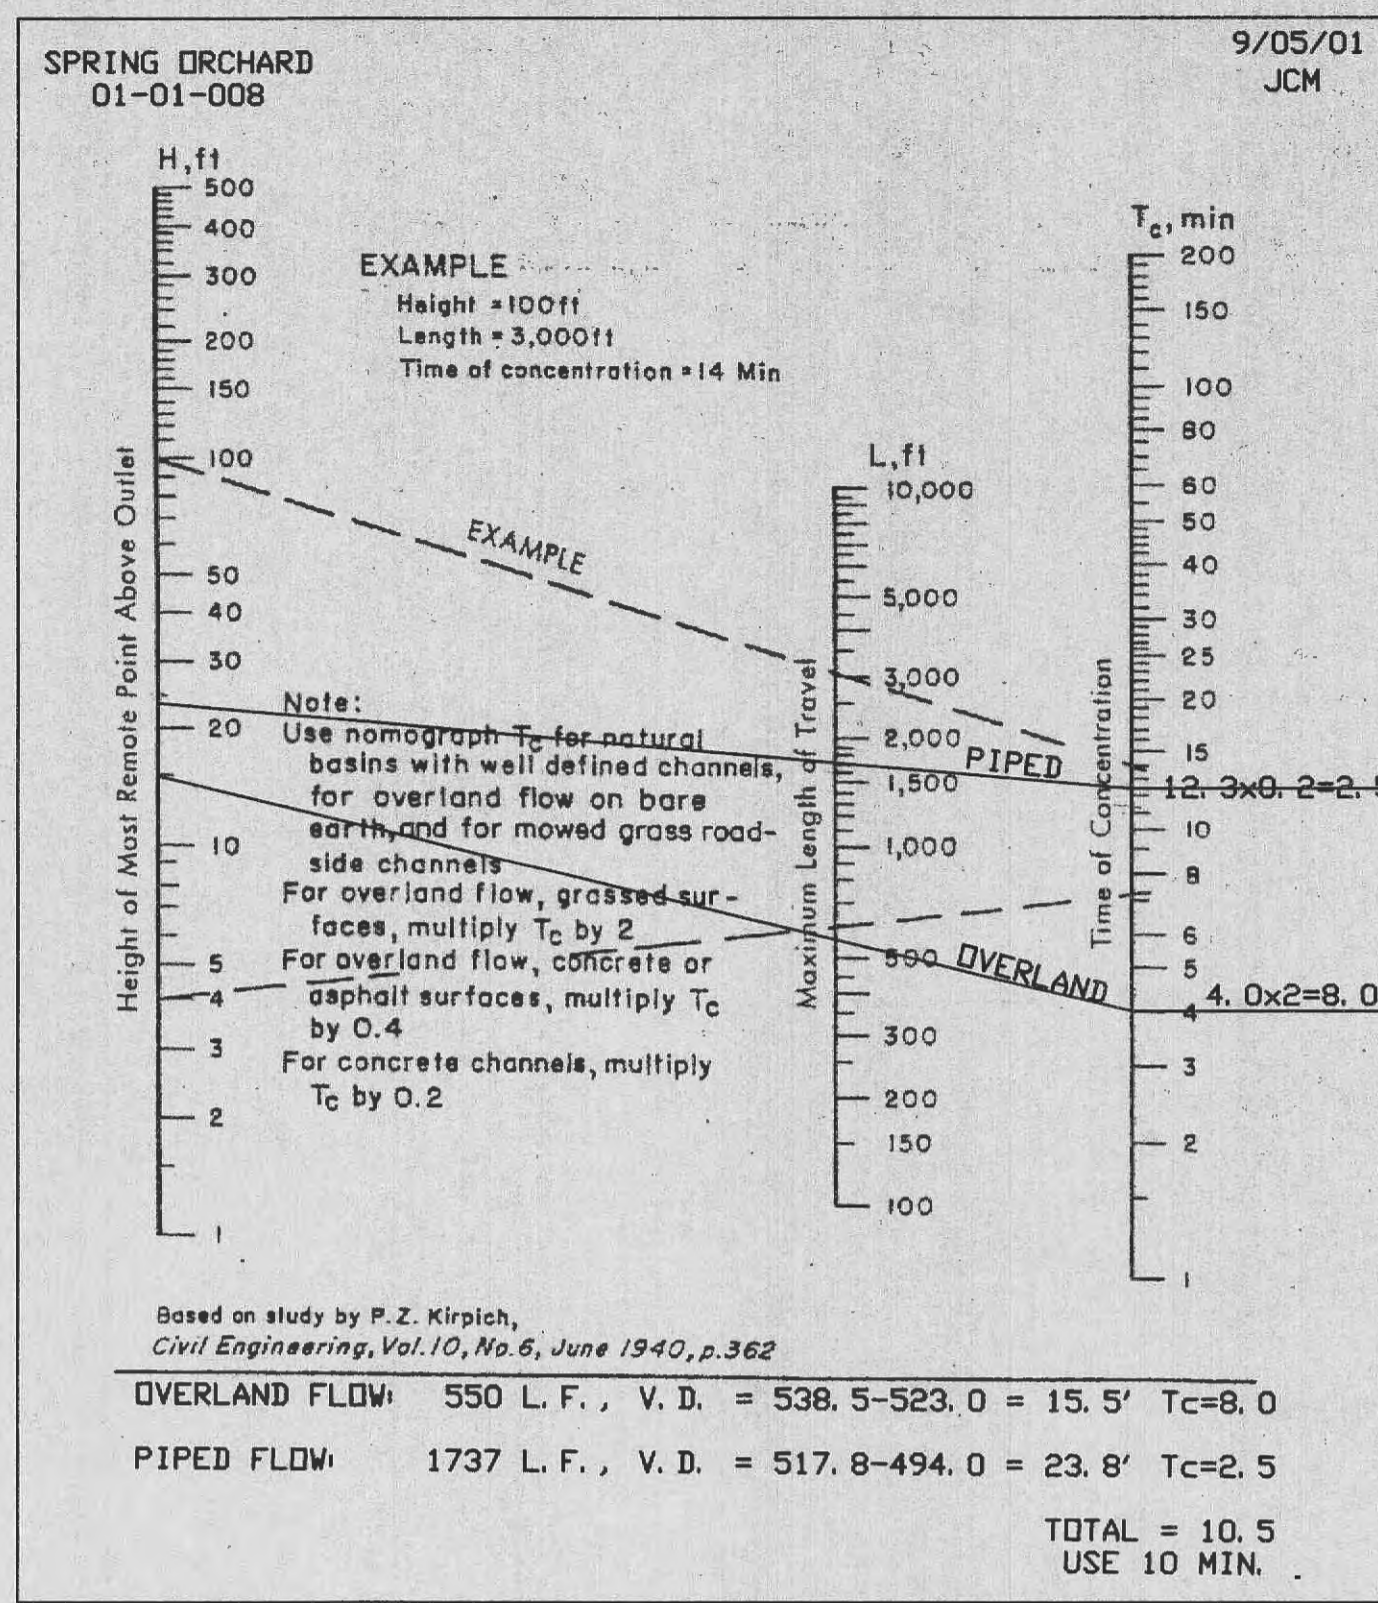 SPRING ORCHARD
01-01-008
9/05/01
JCM
H,ft
500
400
300
200
150
100
50
40
30
20
10
5
4
3
2
1
Height of Most Remote Point Above Outlet
EXAMPLE
Height = 100ft
Length = 3,000ft
Time of concentration = 14 Min
EXAMPLE
Note:
Use nomograph Tc for natural
basins with well defined channels,
for overland flow on bare
earth, and for mowed grass road-
side channels
For overland flow, grassed sur-
faces, multiply Tc by 2
For overland flow, concrete or
asphalt surfaces, multiply Tc
by 0.4
For concrete channels, multiply
Tc by 0.2
L,ft
10,000
5,000
3,000
2,000
1,500
1,000
500
300
200
150
100
Maximum Length of Travel
PIPED
OVERLAND
Tc, min
200
150
100
80
60
50
40
30
25
20
15
12.3x0.2=2.5
10
8
6
5
4.0x2=8.0
4
3
2
1
Time of Concentration
Based on study by P.Z. Kirpich,
Civil Engineering, Vol.10, No.6, June 1940, p.362
OVERLAND FLOW: 550 L.F., V.D. = 538.5-523.0 = 15.5' Tc=8.0
PIPED FLOW: 1737 L.F., V.D. = 517.8-494.0 = 23.8' Tc=2.5
TOTAL = 10.5
USE 10 MIN.